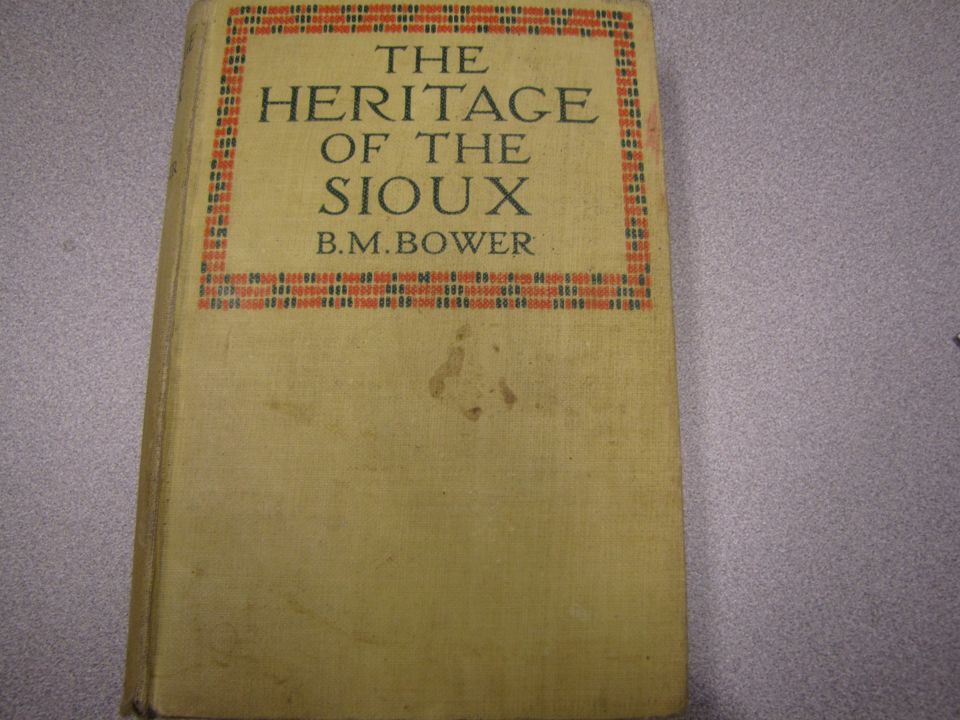 THE
HERITAGE
OF THE
SIOUX
B.M.BOWER